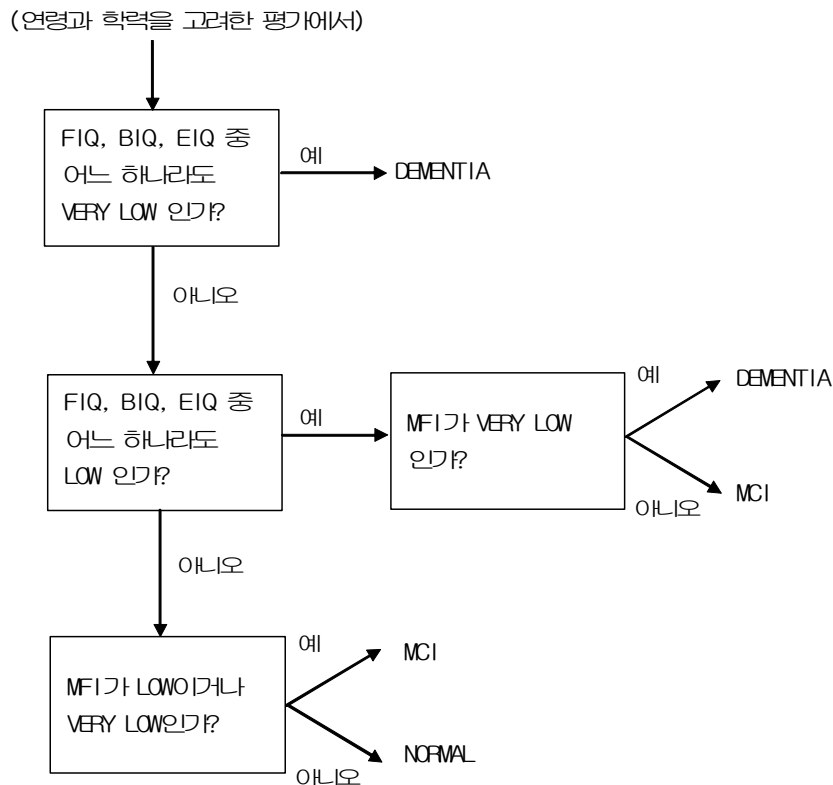 (연령과 학력을 고려한 평가에서)
FIQ, BIQ, EIQ 중
어느 하나라도
VERY LOW 인가?
예
DEMENTIA
아니오
FIQ, BIQ, EIQ 중
어느 하나라도
LOW 인가?
예
MFI가 VERY LOW
인가?
예
DEMENTIA
아니오
MCI
아니오
MFI가 LOW이거나
VERY LOW인가?
예
MCI
아니오
NORMAL